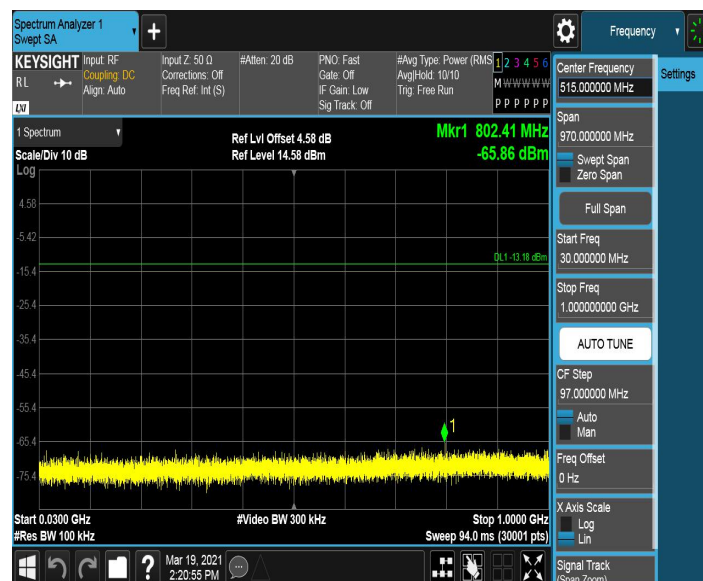 Spectrum Analyzer 1
Swept SA
+
Frequency
KEYSIGHT
RL
LXI
Input: RF
Coupling: DC
Align: Auto
Input Z: 50 Ω
Corrections: Off
Freq Ref: Int (S)
#Atten: 20 dB
PNO: Fast
Gate: Off
IF Gain: Low
Sig Track: Off
#Avg Type: Power (RMS
Avg|Hold: 10/10
Trig: Free Run
1 2 3 4 5 6
M W W W W W
P P P P P P
Center Frequency
515.000000 MHz
Settings
Span
970.000000 MHz
Swept Span
Zero Span
Full Span
Start Freq
30.000000 MHz
Stop Freq
1.000000000 GHz
AUTO TUNE
CF Step
97.000000 MHz
Auto
Man
Freq Offset
0 Hz
X Axis Scale
Log
Lin
Signal Track
(Span Zoom)
1 Spectrum
Scale/Div 10 dB
Ref Lvl Offset 4.58 dB
Ref Level 14.58 dBm
Mkr1 802.41 MHz
-65.86 dBm
Log
4.58
-5.42
DL1 -13.18 dBm
-15.4
-25.4
-35.4
-45.4
-55.4
1
-65.4
-75.4
Start 0.0300 GHz
#Video BW 300 kHz
Stop 1.0000 GHz
#Res BW 100 kHz
Sweep 94.0 ms (30001 pts)
?
Mar 19, 2021
2:20:55 PM